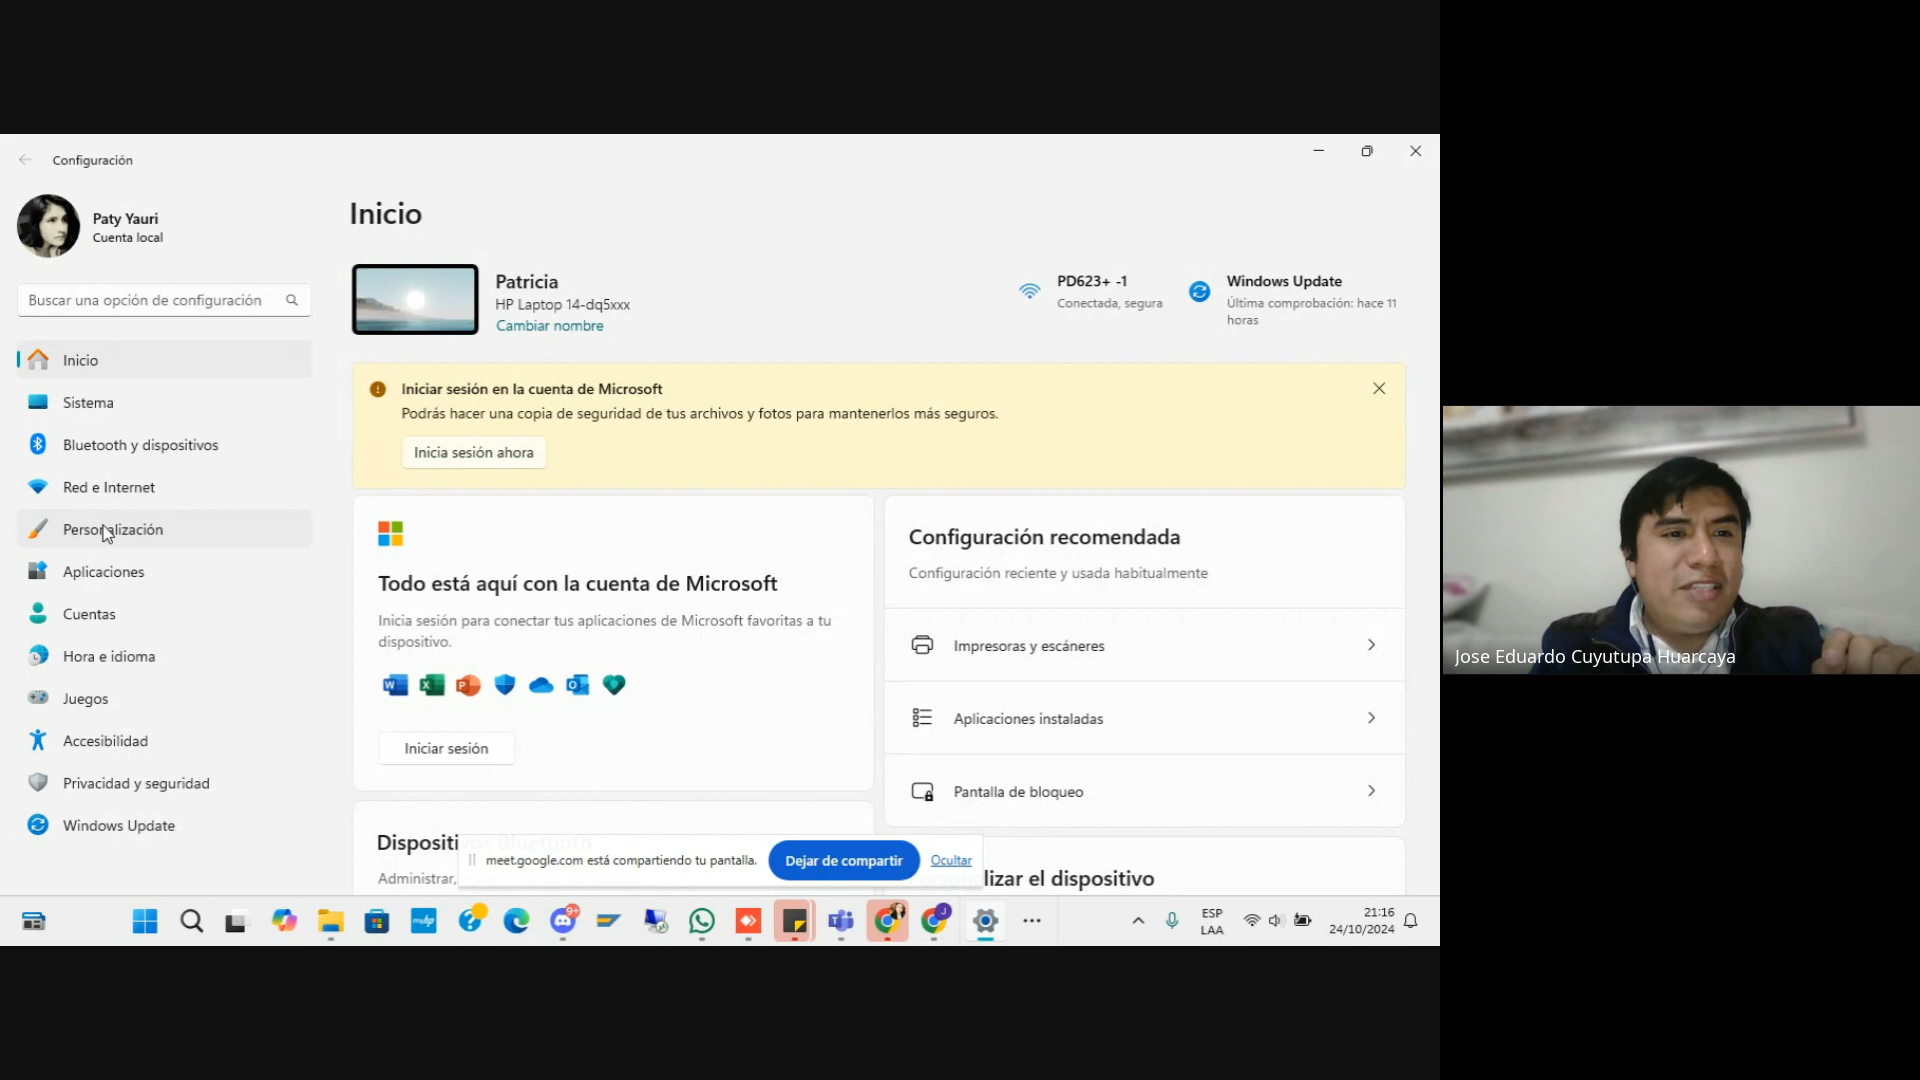 Configuración
Paty Yauri
Cuenta local
Buscar una opción de configuración
Inicio
Sistema
Bluetooth y dispositivos
Red e Internet
Personalización
Aplicaciones
Cuentas
Hora e idioma
Juegos
Accesibilidad
Privacidad y seguridad
Windows Update
Inicio
Patricia
HP Laptop 14-dq5xxx
Cambiar nombre
PD623+ -1
Conectada, segura
Windows Update
Última comprobación: hace 11
horas
Iniciar sesión en la cuenta de Microsoft
Podrás hacer una copia de seguridad de tus archivos y fotos para mantenerlos más seguros.
Inicia sesión ahora
Todo está aquí con la cuenta de Microsoft
Inicia sesión para conectar tus aplicaciones de Microsoft favoritas a tu
dispositivo.
Iniciar sesión
Configuración recomendada
Configuración reciente y usada habitualmente
Impresoras y escáneres
Aplicaciones instaladas
Pantalla de bloqueo
Dispositivos Bluetooth
Administrar,
Personalizar el dispositivo
meet.google.com está compartiendo tu pantalla.
Dejar de compartir
Ocultar
ESP
LAA
21:16
24/10/2024
Jose Eduardo Cuyutupa Huarcaya